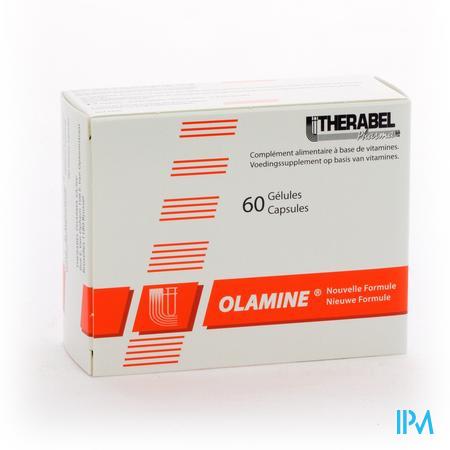 THERABEL
Pharma
Complément alimentaire à base de vitamines.
Voedingssupplement op basis van vitamines.
60 Gélules
Capsules
OLAMINE®
Nouvelle Formule
Nieuwe Formule
IPM